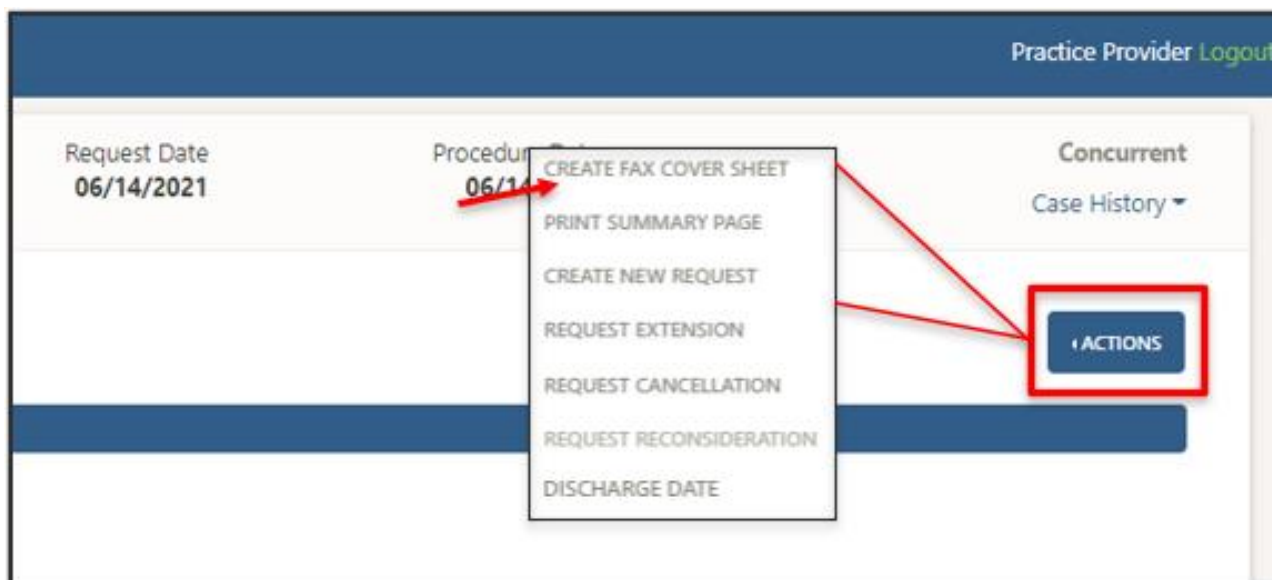 Practice Provider Logout
Request Date
06/14/2021
Concurrent
Case History
CREATE FAX COVER SHEET
PRINT SUMMARY PAGE
CREATE NEW REQUEST
REQUEST EXTENSION
REQUEST CANCELLATION
REQUEST RECONSIDERATION
DISCHARGE DATE
ACTIONS